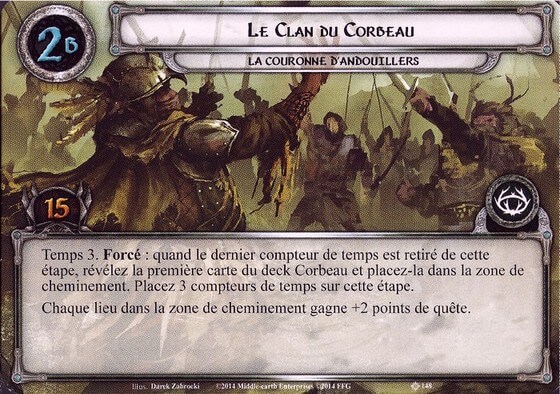 2B
LE CLAN DU CORBEAU
LA COURONNE D'ANDOUILLERS
15
Temps 3. Forcé : quand le dernier compteur de temps est retiré de cette
étape, révélez la première carte du deck Corbeau et placez-la dans la zone de
cheminement. Placez 3 compteurs de temps sur cette étape.
Chaque lieu dans la zone de cheminement gagne +2 points de quête.
Illus. Darek Zabrocki ©2014 Middle-earth Enterprises ©2014 FFG 148